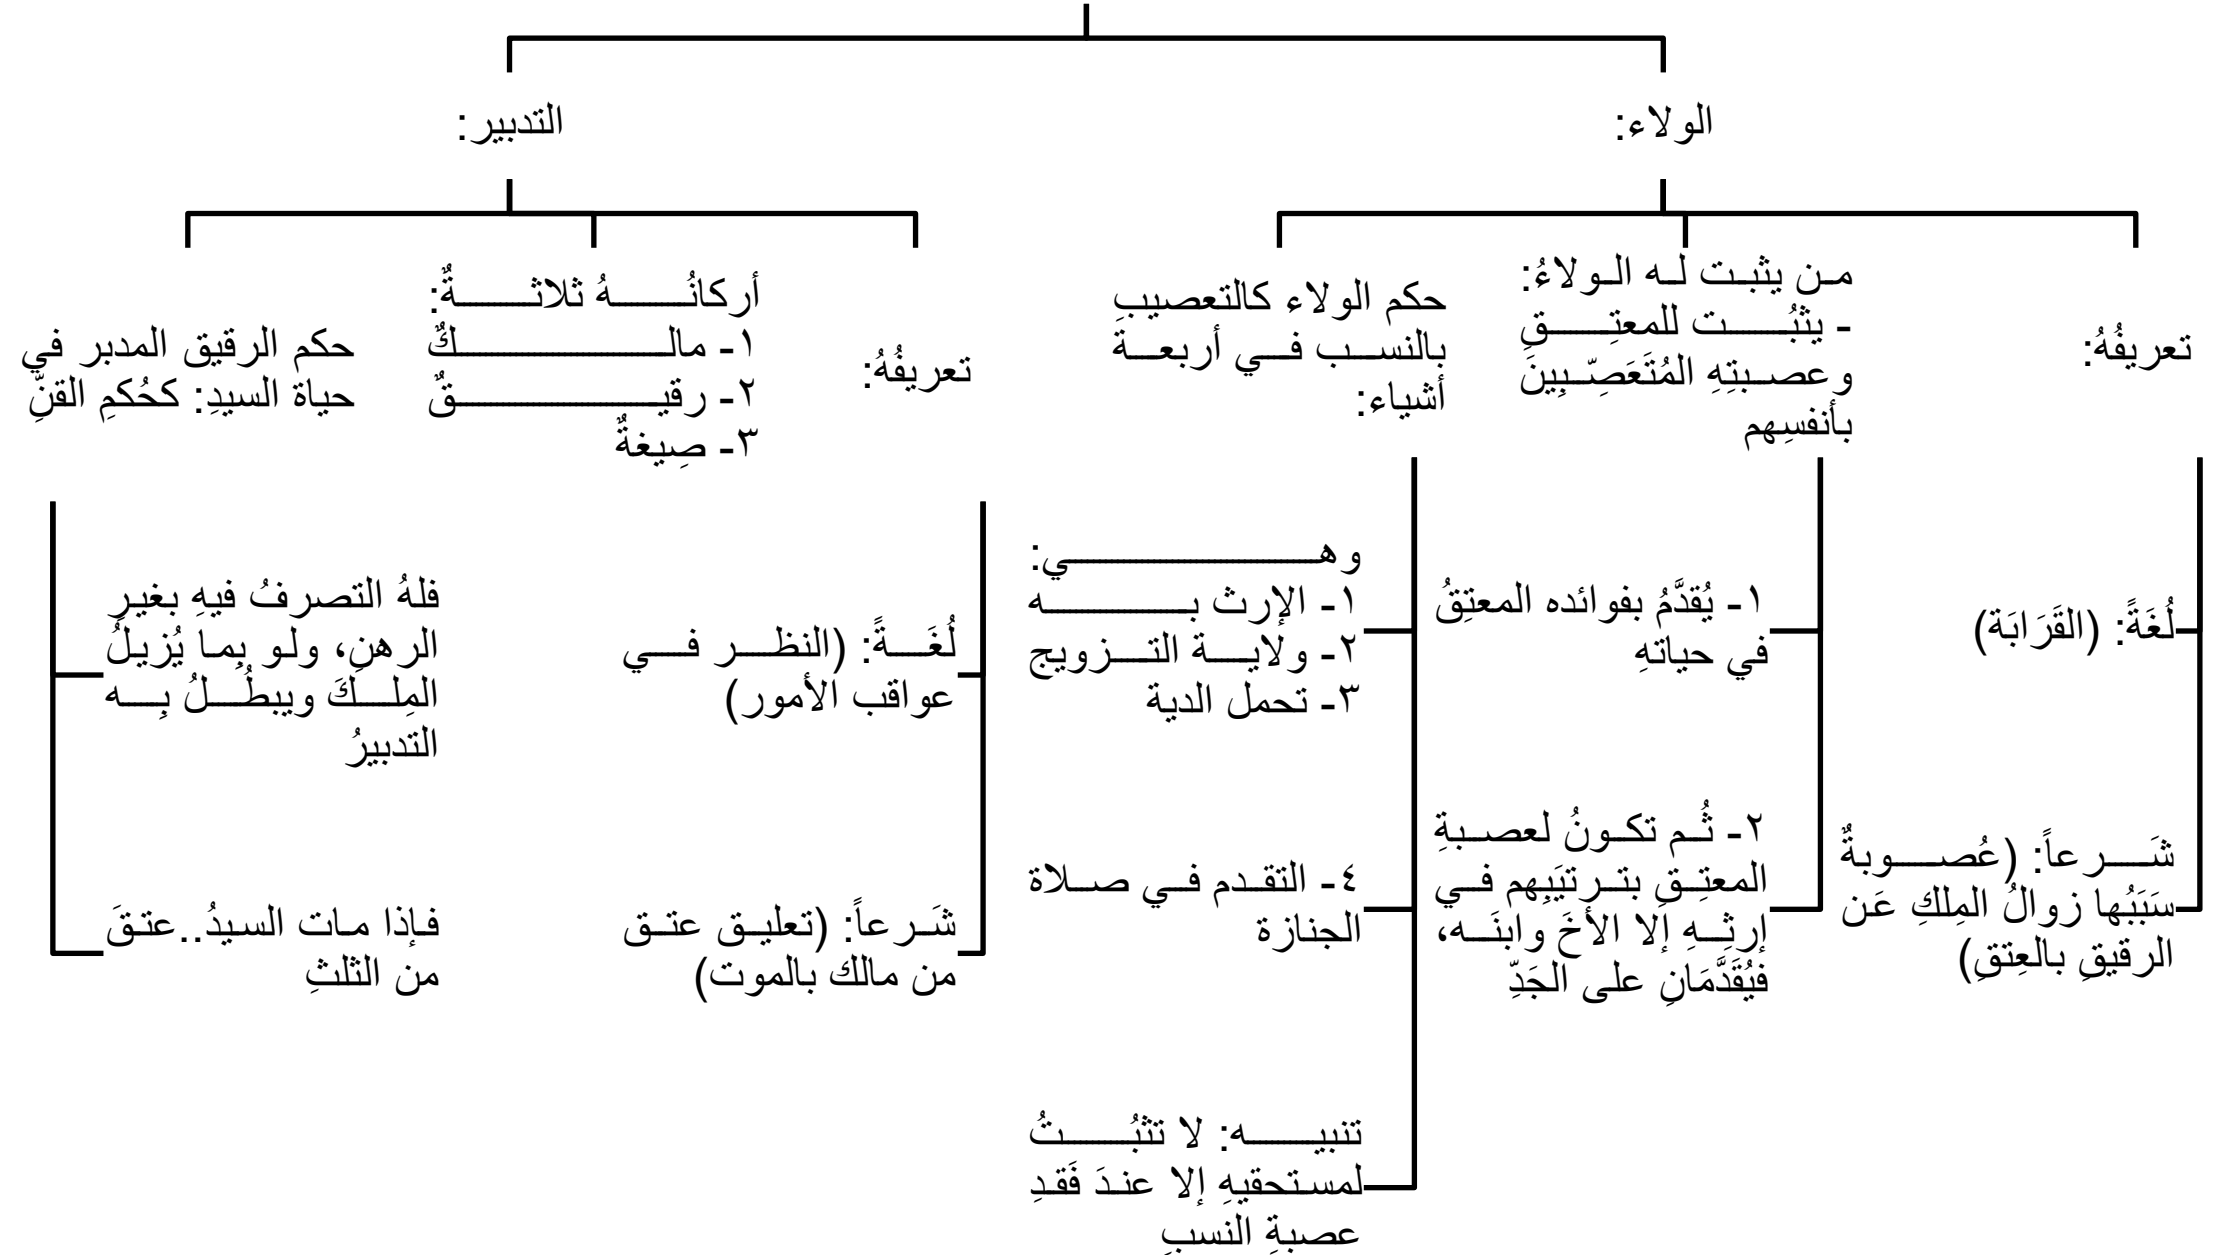 الولاء:
تعريفُهُ:
لُغَةً: (القَرَابَة)
شَرعاً: (عُصوبةٌ
سَبَبُها زوالُ المِلكِ عَن
الرقيقِ بالعِتقِ)
من يثبت له الولاءُ:
- يثبُت للمعتِقِ
وعصبتِهِ المُتَعَصِّبِينَ
بأنفسِهم
١- يُقدَّمُ بفوائده المعتِقُ
في حياتهِ
٢- ثُم تكونُ لعصبةِ
المعتِقِ بترتيَبِهم في
إرثِهِ إلا الأخَ وابنَه،
فيُقَدَّمَانِ على الجَدِّ
حكم الولاء كالتعصيبِ
بالنسب في أربعة
أشياء:
وهي:
١- الإرث به
٢- ولاية التزويج
٣- تحمل الدية
٤- التقدم في صلاة
الجنازة
تنبيه: لا تثبُتُ
لمستحقيهِ إلا عندَ فَقدِ
عصبةِ النسبِ
التدبير:
تعريفُهُ:
لُغَةً: (النظر في
عواقب الأمور)
شَرعاً: (تعليق عتق
من مالك بالموت)
أركانُهُ ثلاثةٌ:
١- مالكٌ
٢- رقيقٌ
٣- صِيغةٌ
حكم الرقيق المدبر في
حياة السيدِ: كحُكمِ القنِّ
فلهُ التصرفُ فيهِ بغيرِ
الرهنِ، ولو بِما يُزيلُ
المِلكَ ويبطُلُ بِه
التدبيرُ
فإذا مات السيدُ..عتقَ
من الثلثِ